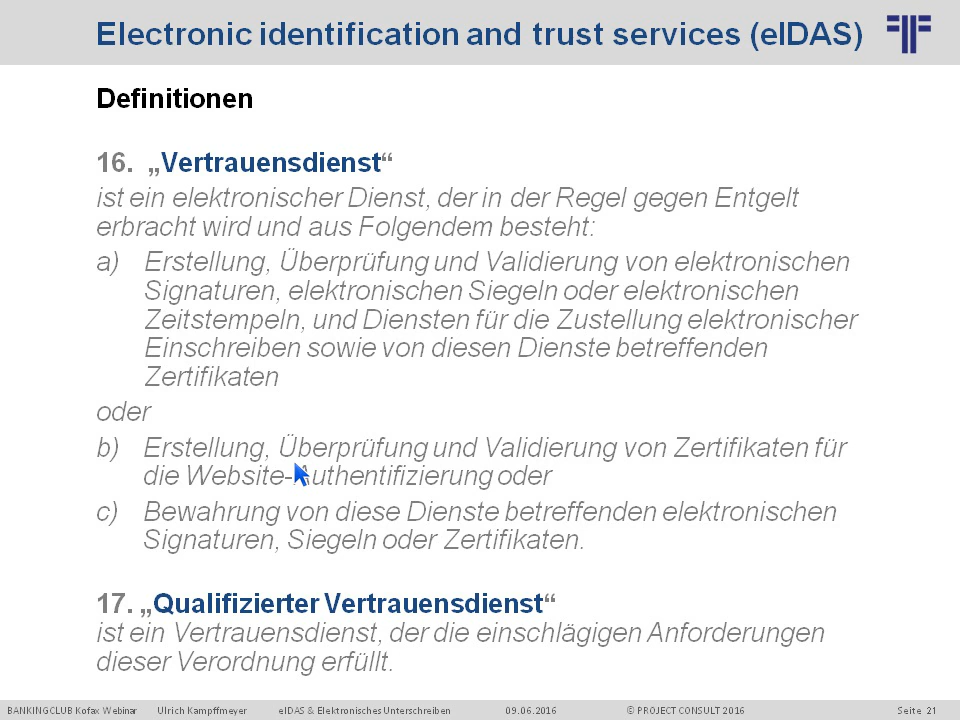 Electronic identification and trust services (eIDAS)
Definitionen
16. „Vertrauensdienst“
ist ein elektronischer Dienst, der in der Regel gegen Entgelt
erbracht wird und aus Folgendem besteht:
a) Erstellung, Überprüfung und Validierung von elektronischen
Signaturen, elektronischen Siegeln oder elektronischen
Zeitstempeln, und Diensten für die Zustellung elektronischer
Einschreiben sowie von diesen Dienste betreffenden
Zertifikaten
oder
b) Erstellung, Überprüfung und Validierung von Zertifikaten für
die Website-Authentifizierung oder
c) Bewahrung von diese Dienste betreffenden elektronischen
Signaturen, Siegeln oder Zertifikaten.
17. „Qualifizierter Vertrauensdienst“
ist ein Vertrauensdienst, der die einschlägigen Anforderungen
dieser Verordnung erfüllt.
BANKINGCLUB Kofax Webinar Ulrich Kampffmeyer eIDAS & Elektronisches Unterschreiben 09.06.2016 © PROJECT CONSULT 2016 Seite 21